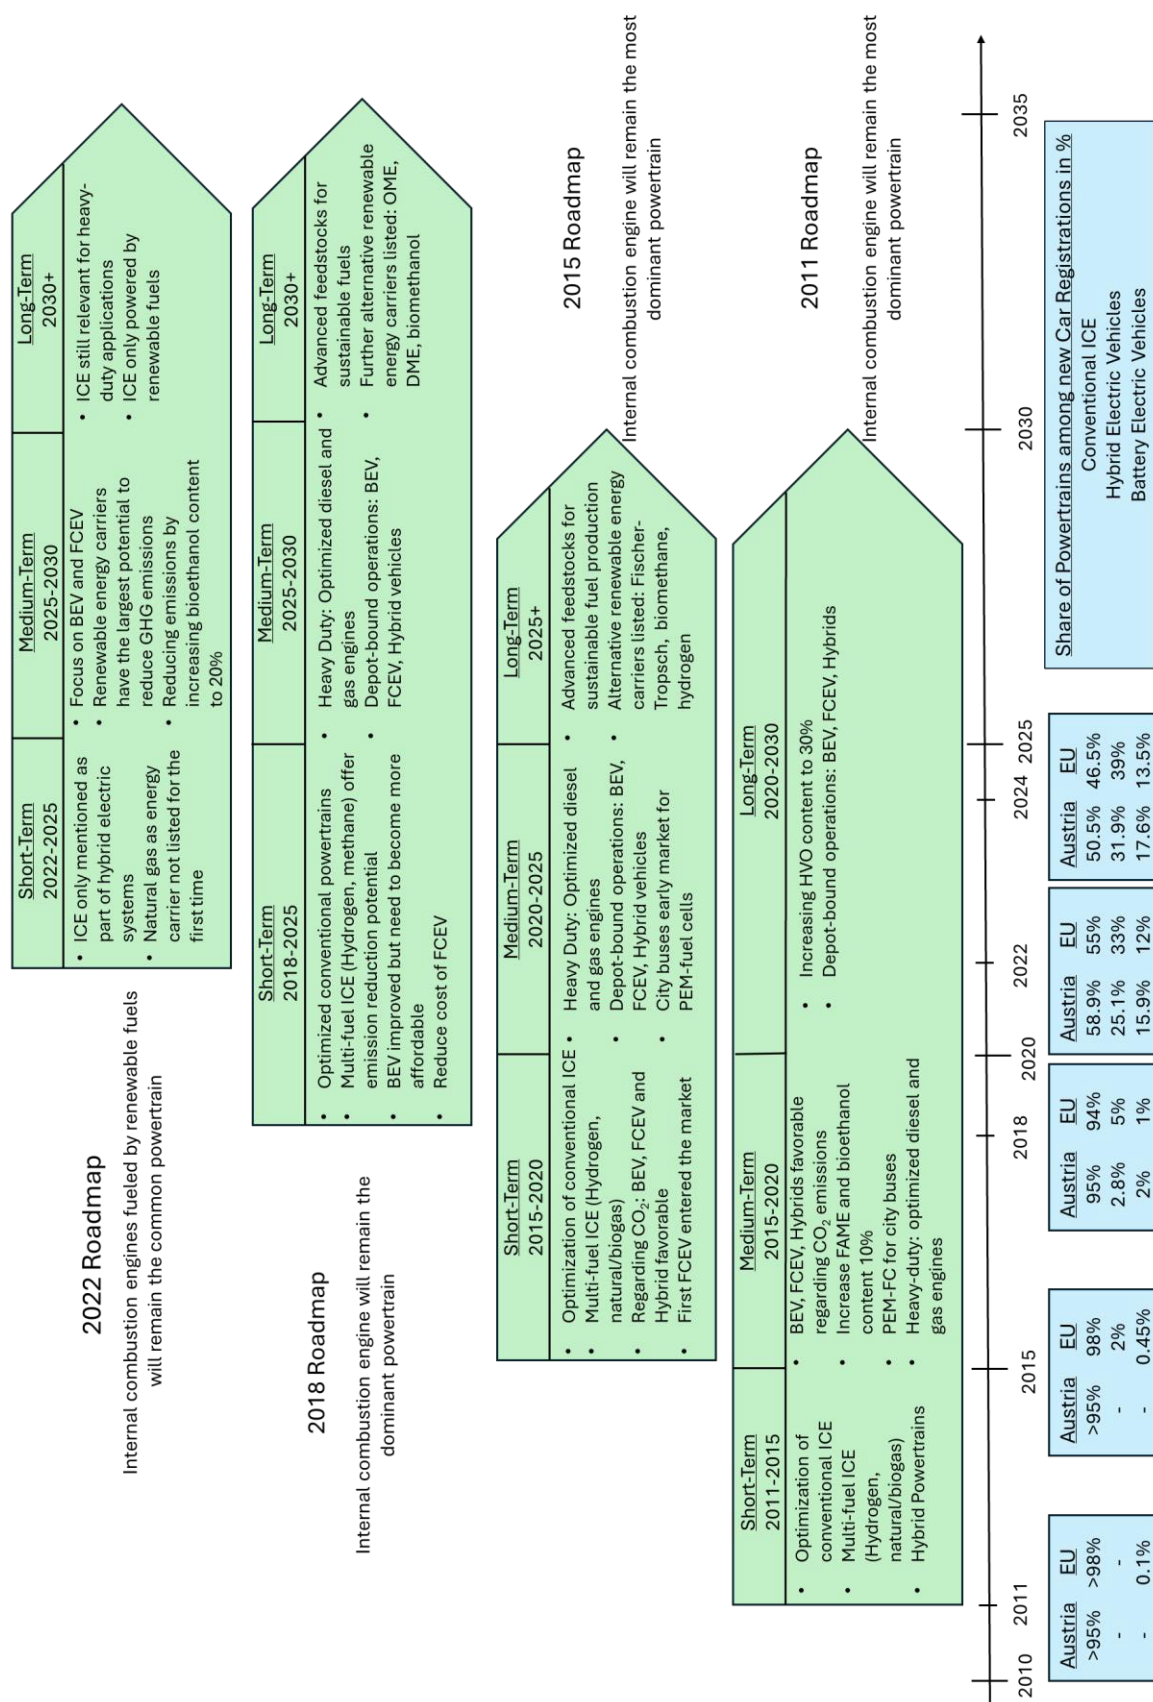 2022 Roadmap
Internal combustion engines fueled by renewable fuels
will remain the common powertrain
Short-Term
2022-2025
• ICE only mentioned as
part of hybrid electric
systems
• Natural gas as energy
carrier not listed for the
first time
Medium-Term
2025-2030
• Focus on BEV and FCEV
• Renewable energy carriers
have the largest potential to
reduce GHG emissions
• Reducing emissions by
increasing bioethanol content
to 20%
Long-Term
2030+
• ICE still relevant for heavy-
duty applications
• ICE only powered by
renewable fuels
2018 Roadmap
Internal combustion engine will remain the
dominant powertrain
Short-Term
2018-2025
• Optimized conventional powertrains
• Multi-fuel ICE (Hydrogen, methane) offer
emission reduction potential
• BEV improved but need to become more
affordable
• Reduce cost of FCEV
Medium-Term
2025-2030
• Heavy Duty: Optimized diesel and
gas engines
• Depot-bound operations: BEV,
FCEV, Hybrid vehicles
Long-Term
2030+
• Advanced feedstocks for
sustainable fuels
• Further alternative renewable
energy carriers listed: OME,
DME, biomethanol
2015 Roadmap
Internal combustion engine will remain the most
dominant powertrain
Short-Term
2015-2020
• Optimization of conventional ICE
• Multi-fuel ICE (Hydrogen,
natural/biogas)
• Regarding CO₂: BEV, FCEV and
Hybrid favorable
• First FCEV entered the market
Medium-Term
2020-2025
• Heavy Duty: Optimized diesel
and gas engines
• Depot-bound operations: BEV,
FCEV, Hybrid vehicles
• City buses early market for
PEM-fuel cells
Long-Term
2025+
• Advanced feedstocks for
sustainable fuel production
• Alternative renewable energy
carriers listed: Fischer-
Tropsch, biomethane,
hydrogen
2011 Roadmap
Internal combustion engine will remain the most
dominant powertrain
Short-Term
2011-2015
• Optimization of
conventional ICE
• Multi-fuel ICE
(Hydrogen,
natural/biogas)
• Hybrid Powertrains
Medium-Term
2015-2020
• BEV, FCEV, Hybrids favorable
regarding CO₂ emissions
• Increase FAME and bioethanol
content 10%
• PEM-FC for city buses
• Heavy-duty: optimized diesel and
gas engines
Long-Term
2020-2030
• Increasing HVO content to 30%
• Depot-bound operations: BEV, FCEV, Hybrids
2010 2011 2015 2018 2020 2022 2024 2025 2030 2035
Austria EU
>95% >98%
- -
- 0.1%
Austria EU
>95% 98%
- 2%
- 0.45%
Austria EU
95% 94%
2.8% 5%
2% 1%
Austria EU
58.9% 55%
25.1% 33%
15.9% 12%
Austria EU
50.5% 46.5%
31.9% 39%
17.6% 13.5%
Share of Powertrains among new Car Registrations in %
Conventional ICE
Hybrid Electric Vehicles
Battery Electric Vehicles